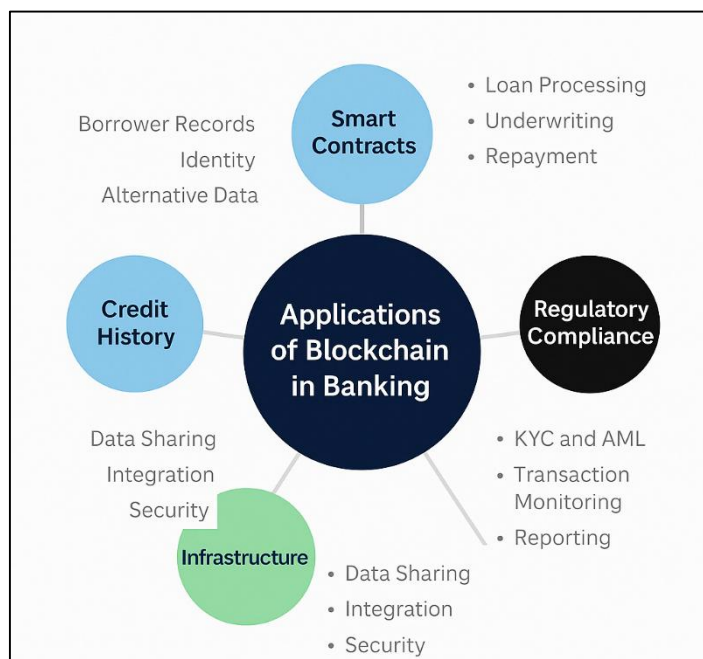 Smart
Contracts
• Loan Processing
• Underwriting
• Repayment
Borrower Records
Identity
Alternative Data
Credit
History
Applications
of Blockchain
in Banking
Regulatory
Compliance
Data Sharing
Integration
Security
• KYC and AML
• Transaction
Monitoring
• Reporting
Infrastructure
• Data Sharing
• Integration
• Security